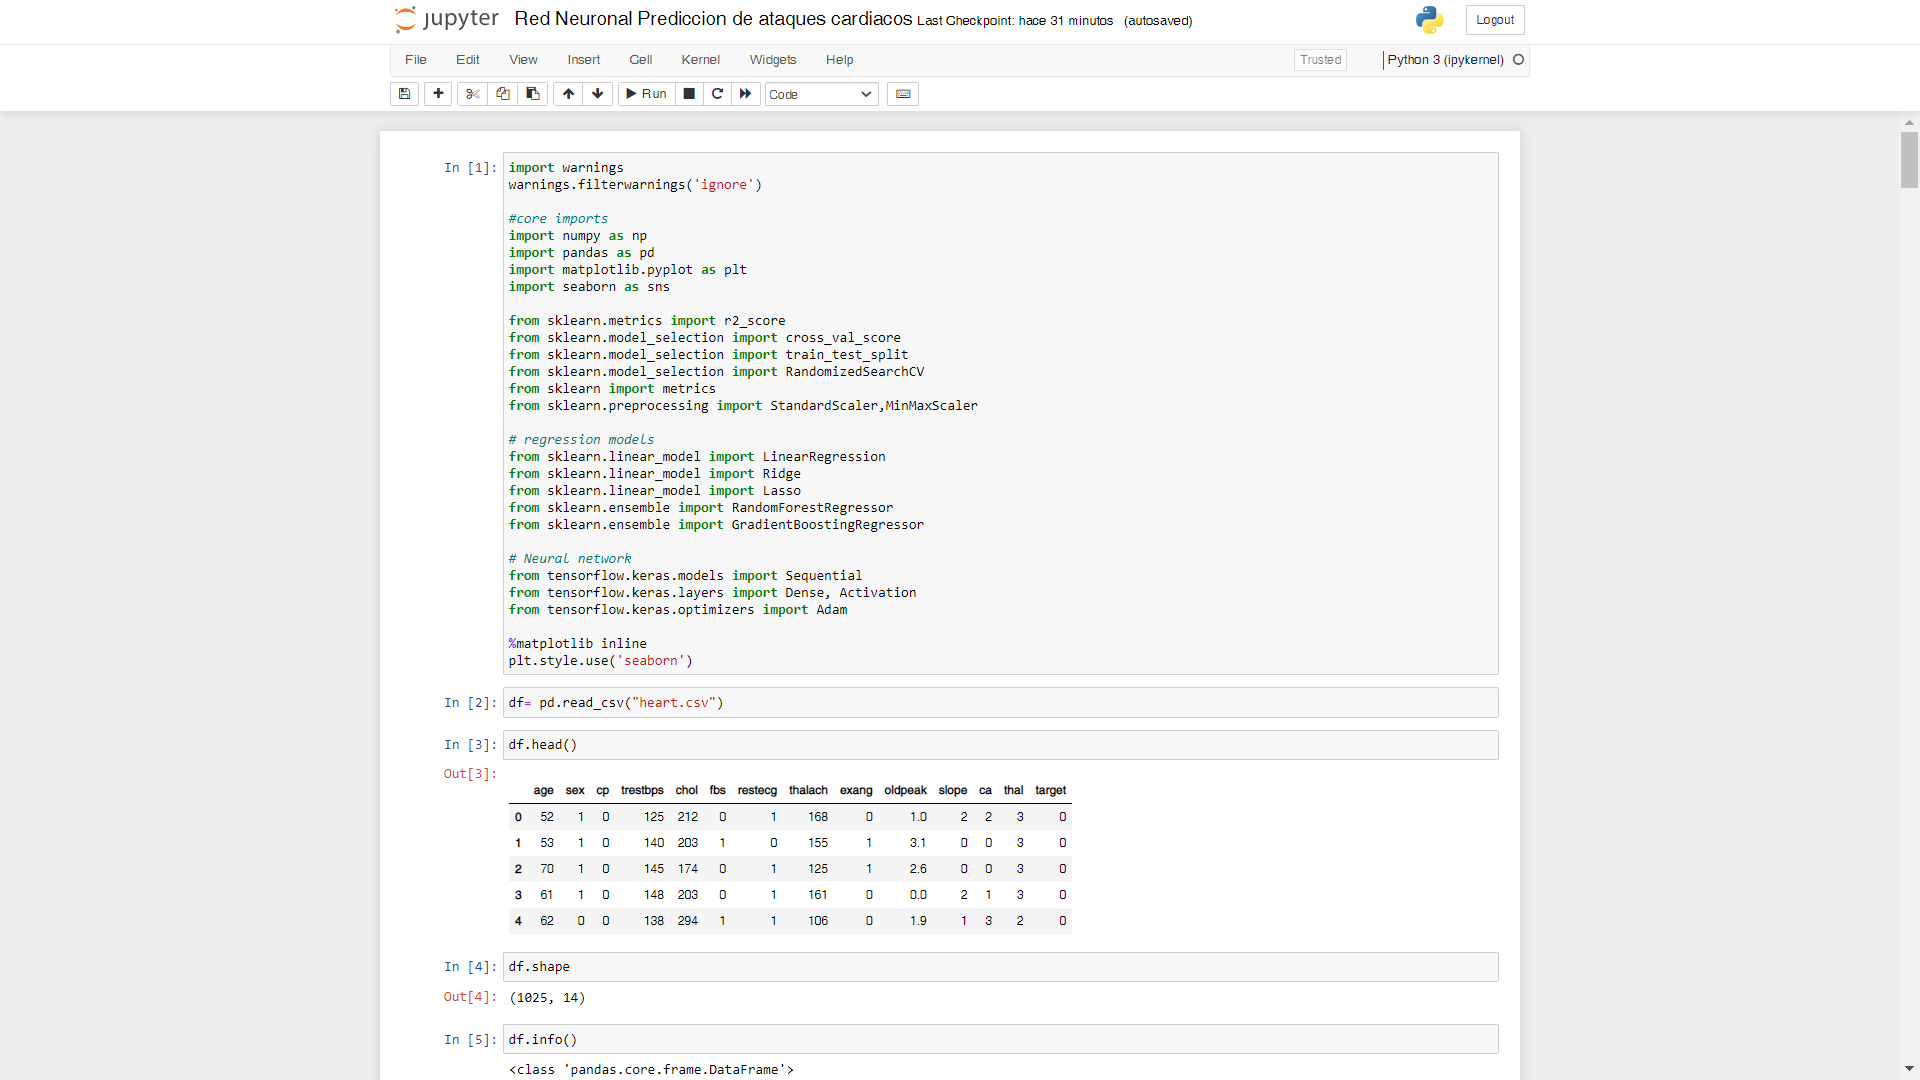 jupyter Red Neuronal Prediccion de ataques cardiacos Last Checkpoint: hace 31 minutos (autosaved)
Logout
File Edit View Insert Cell Kernel Widgets Help
Trusted
Python 3 (ipykernel)
Run
Code
In [1]:
import warnings
warnings.filterwarnings('ignore')
#core imports
import numpy as np
import pandas as pd
import matplotlib.pyplot as plt
import seaborn as sns
from sklearn.metrics import r2_score
from sklearn.model_selection import cross_val_score
from sklearn.model_selection import train_test_split
from sklearn.model_selection import RandomizedSearchCV
from sklearn import metrics
from sklearn.preprocessing import StandardScaler,MinMaxScaler
# regression models
from sklearn.linear_model import LinearRegression
from sklearn.linear_model import Ridge
from sklearn.linear_model import Lasso
from sklearn.ensemble import RandomForestRegressor
from sklearn.ensemble import GradientBoostingRegressor
# Neural network
from tensorflow.keras.models import Sequential
from tensorflow.keras.layers import Dense, Activation
from tensorflow.keras.optimizers import Adam
%matplotlib inline
plt.style.use('seaborn')
In [2]: df= pd.read_csv("heart.csv")
In [3]: df.head()
Out[3]:
age sex cp trestbps chol fbs restecg thalach exang oldpeak slope ca thal target
0 52 1 0 125 212 0 1 168 0 1.0 2 2 3 0
1 53 1 0 140 203 1 0 155 1 3.1 0 0 3 0
2 70 1 0 145 174 0 1 125 1 2.6 0 0 3 0
3 61 1 0 148 203 0 1 161 0 0.0 2 1 3 0
4 62 0 0 138 294 1 1 106 0 1.9 1 3 2 0
In [4]: df.shape
Out[4]: (1025, 14)
In [5]: df.info()
<class 'pandas.core.frame.DataFrame'>